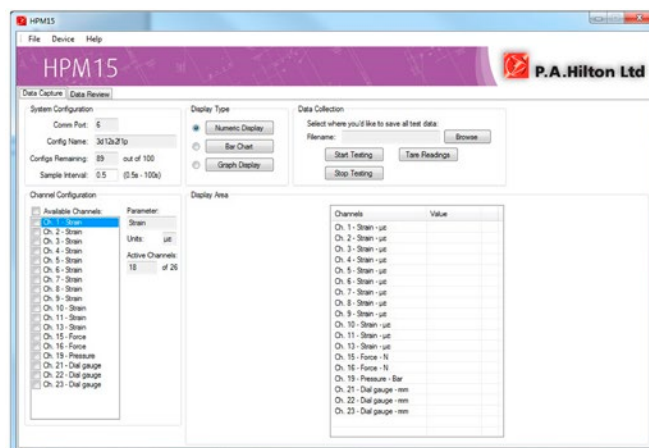 HPM15
File Device Help
HPM15
P.A.Hilton Ltd
Data Capture Data Review
System Configuration
Comm Port: 6
Config Name: 3d12s2f1p
Configs Remaining: 89 out of 100
Sample Interval: 0.5 (0.5s - 100s)
Display Type
Numeric Display
Bar Chart
Graph Display
Data Collection
Select where you'd like to save all test data:
Filename: Browse
Start Testing Tare Readings
Stop Testing
Channel Configuration
Available Channels:
Ch. 1 - Strain
Ch. 2 - Strain
Ch. 3 - Strain
Ch. 4 - Strain
Ch. 5 - Strain
Ch. 6 - Strain
Ch. 7 - Strain
Ch. 8 - Strain
Ch. 9 - Strain
Ch. 10 - Strain
Ch. 11 - Strain
Ch. 13 - Strain
Ch. 15 - Force
Ch. 16 - Force
Ch. 19 - Pressure
Ch. 21 - Dial gauge
Ch. 22 - Dial gauge
Ch. 23 - Dial gauge
Parameter:
Strain
Units: µε
Active Channels:
18 of 26
Display Area
Channels Value
Ch. 1 - Strain - µε
Ch. 2 - Strain - µε
Ch. 3 - Strain - µε
Ch. 4 - Strain - µε
Ch. 5 - Strain - µε
Ch. 6 - Strain - µε
Ch. 7 - Strain - µε
Ch. 8 - Strain - µε
Ch. 9 - Strain - µε
Ch. 10 - Strain - µε
Ch. 11 - Strain - µε
Ch. 13 - Strain - µε
Ch. 15 - Force - N
Ch. 16 - Force - N
Ch. 19 - Pressure - Bar
Ch. 21 - Dial gauge - mm
Ch. 22 - Dial gauge - mm
Ch. 23 - Dial gauge - mm